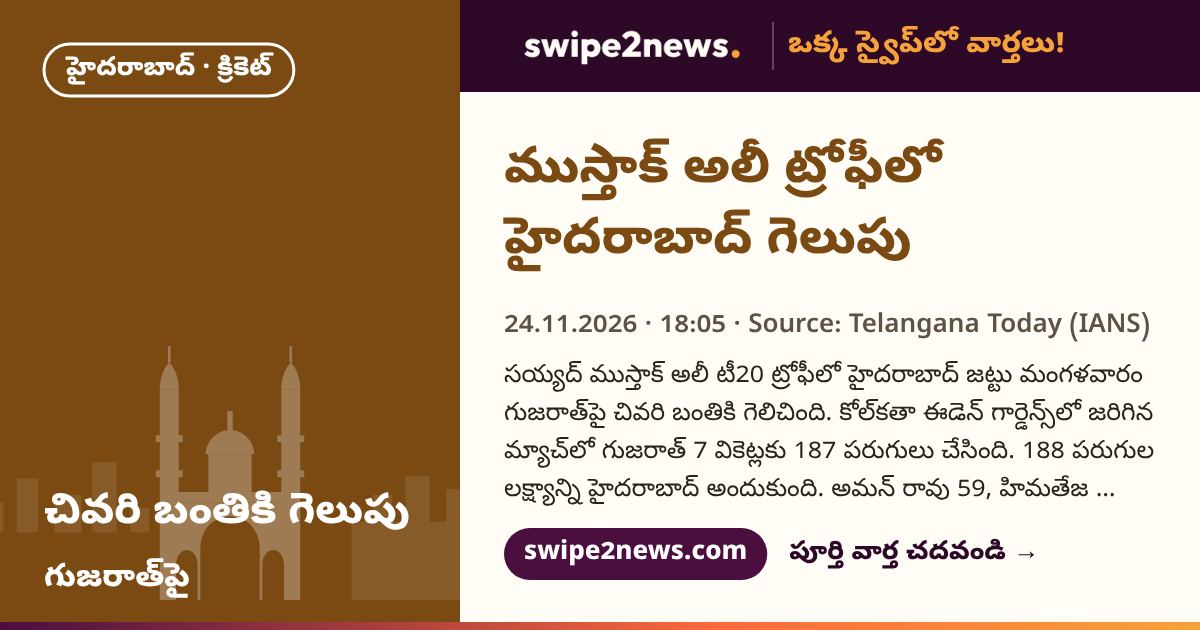 హైదరాబాద్ · క్రికెట్
చివరి బంతికి గెలుపు
గుజరాత్‌పై
swipe2news.
ఒక్క స్వైప్‌లో వార్తలు!
ముస్తాక్ అలీ ట్రోఫీలో
హైదరాబాద్ గెలుపు
24.11.2026 · 18:05 · Source: Telangana Today (IANS)
సయ్యద్ ముస్తాక్ అలీ టీ20 ట్రోఫీలో హైదరాబాద్ జట్టు మంగళవారం
గుజరాత్‌పై చివరి బంతికి గెలిచింది. కోల్‌కతా ఈడెన్ గార్డెన్స్‌లో జరిగిన
మ్యాచ్‌లో గుజరాత్ 7 వికెట్లకు 187 పరుగులు చేసింది. 188 పరుగుల
లక్ష్యాన్ని హైదరాబాద్ అందుకుంది. అమన్ రావు 59, హిమతేజ ...
swipe2news.com
పూర్తి వార్త చదవండి →